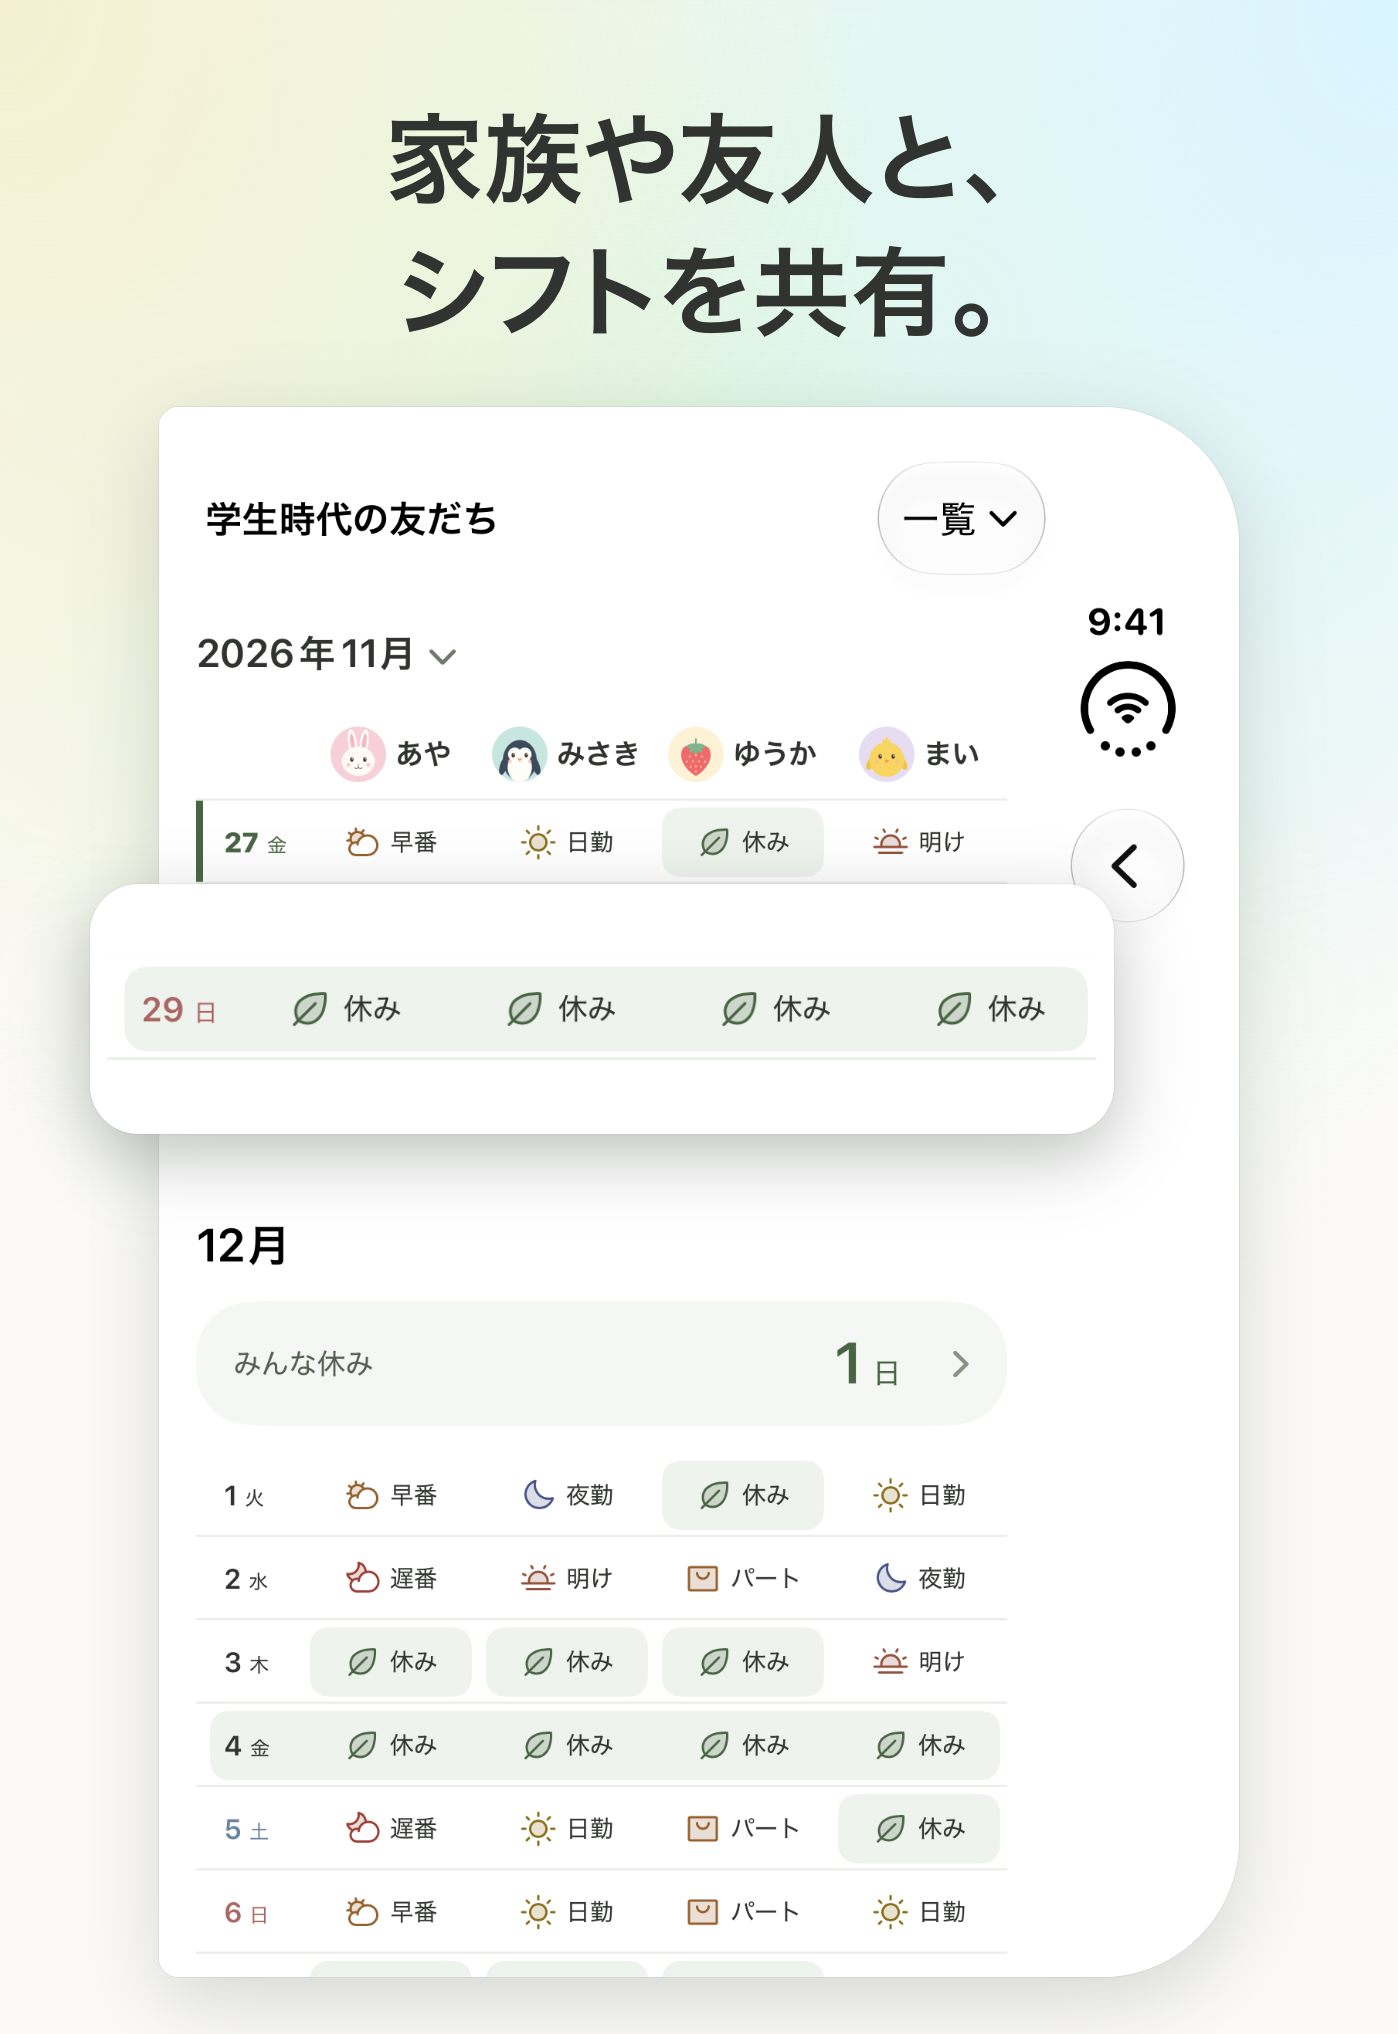 家族や友人と、
シフトを共有。
学生時代の友だち 一覧
9:41
2026年11月
あや みさき ゆうか まい
27 金 早番 日勤 休み 明け
29 日 休み 休み 休み 休み
12月
みんな休み 1 日
1 火 早番 夜勤 休み 日勤
2 水 遅番 明け パート 夜勤
3 木 休み 休み 休み 明け
4 金 休み 休み 休み 休み
5 土 遅番 日勤 パート 休み
6 日 早番 日勤 パート 日勤